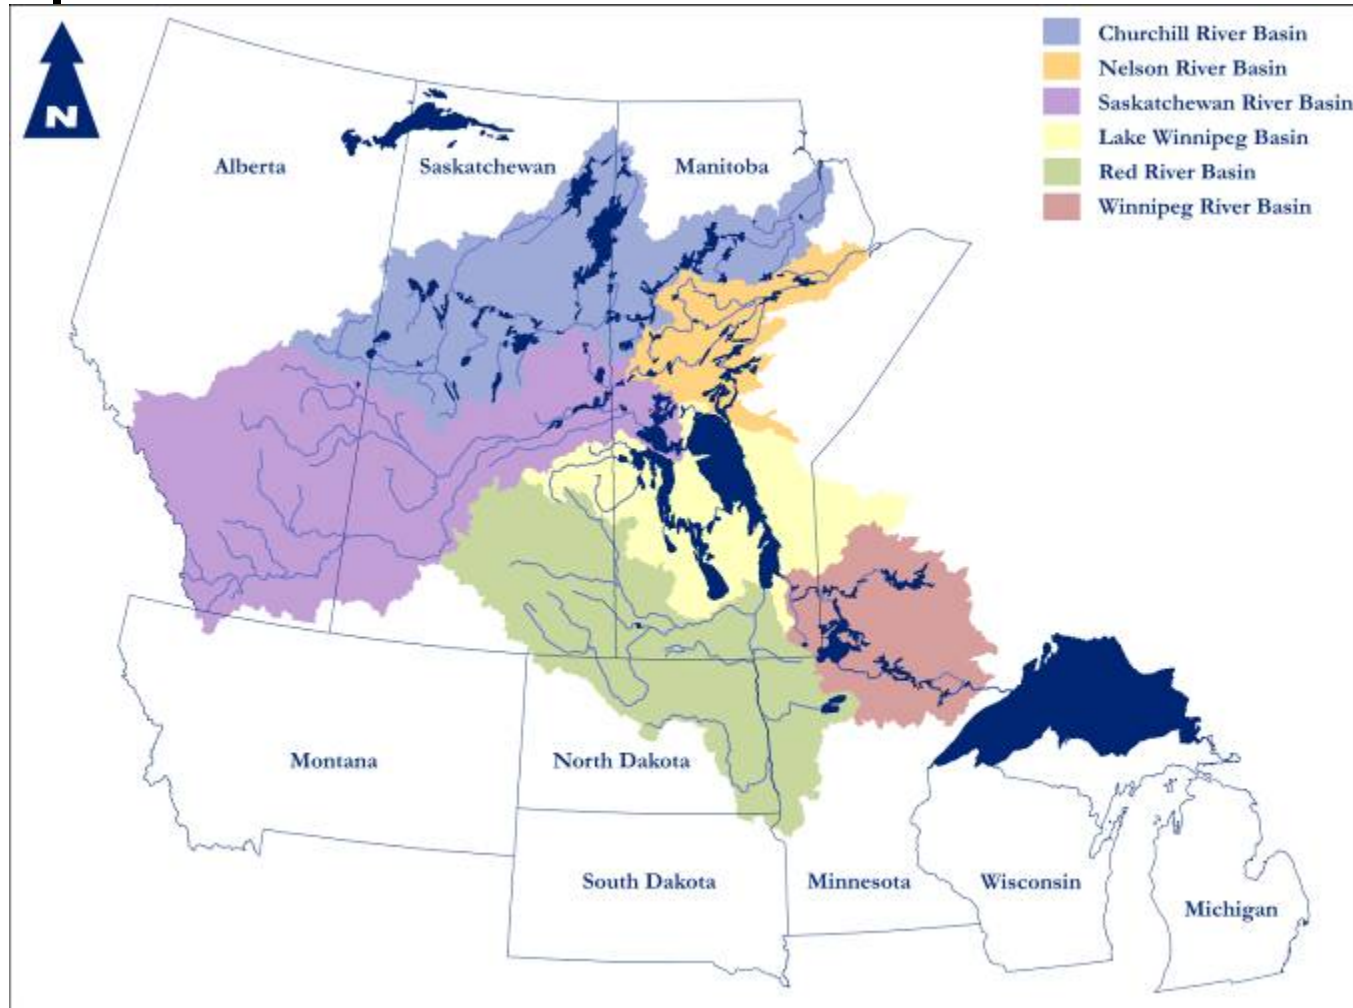 Churchill River Basin
Nelson River Basin
Saskatchewan River Basin
Lake Winnipeg Basin
Red River Basin
Winnipeg River Basin
N
Alberta
Saskatchewan
Manitoba
Montana
North Dakota
South Dakota
Minnesota
Wisconsin
Michigan